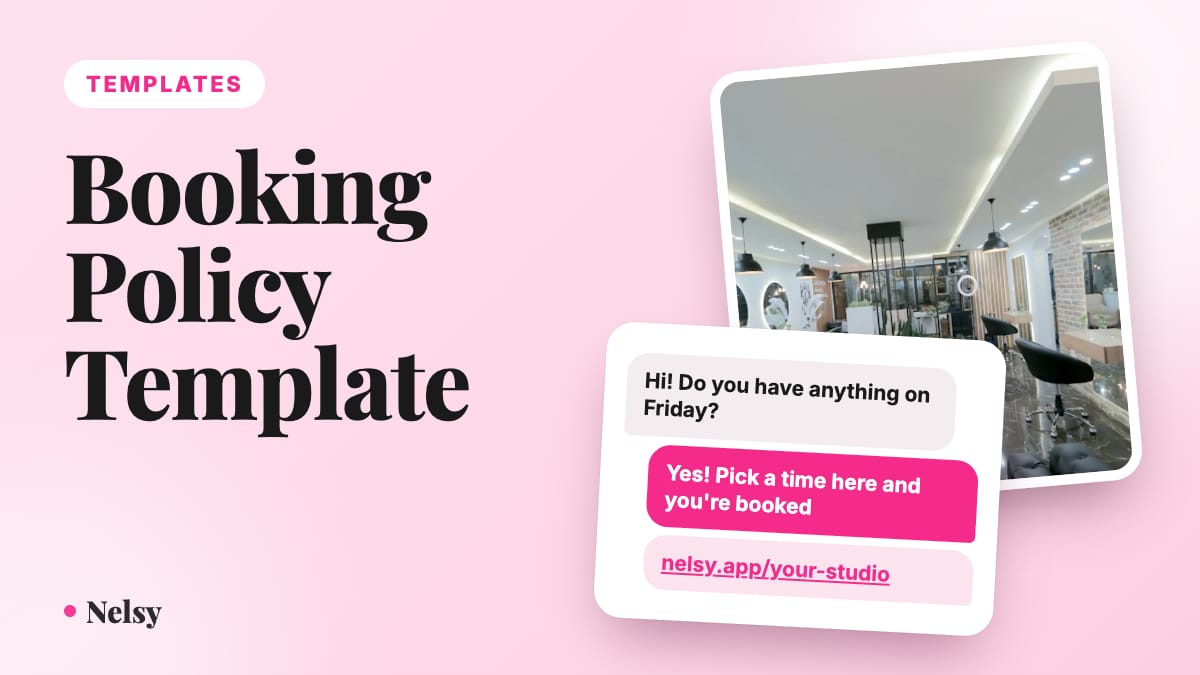 TEMPLATES
Booking
Policy
Template
Hi! Do you have anything on
Friday?
Yes! Pick a time here and
you're booked
nelsy.app/your-studio
Nelsy